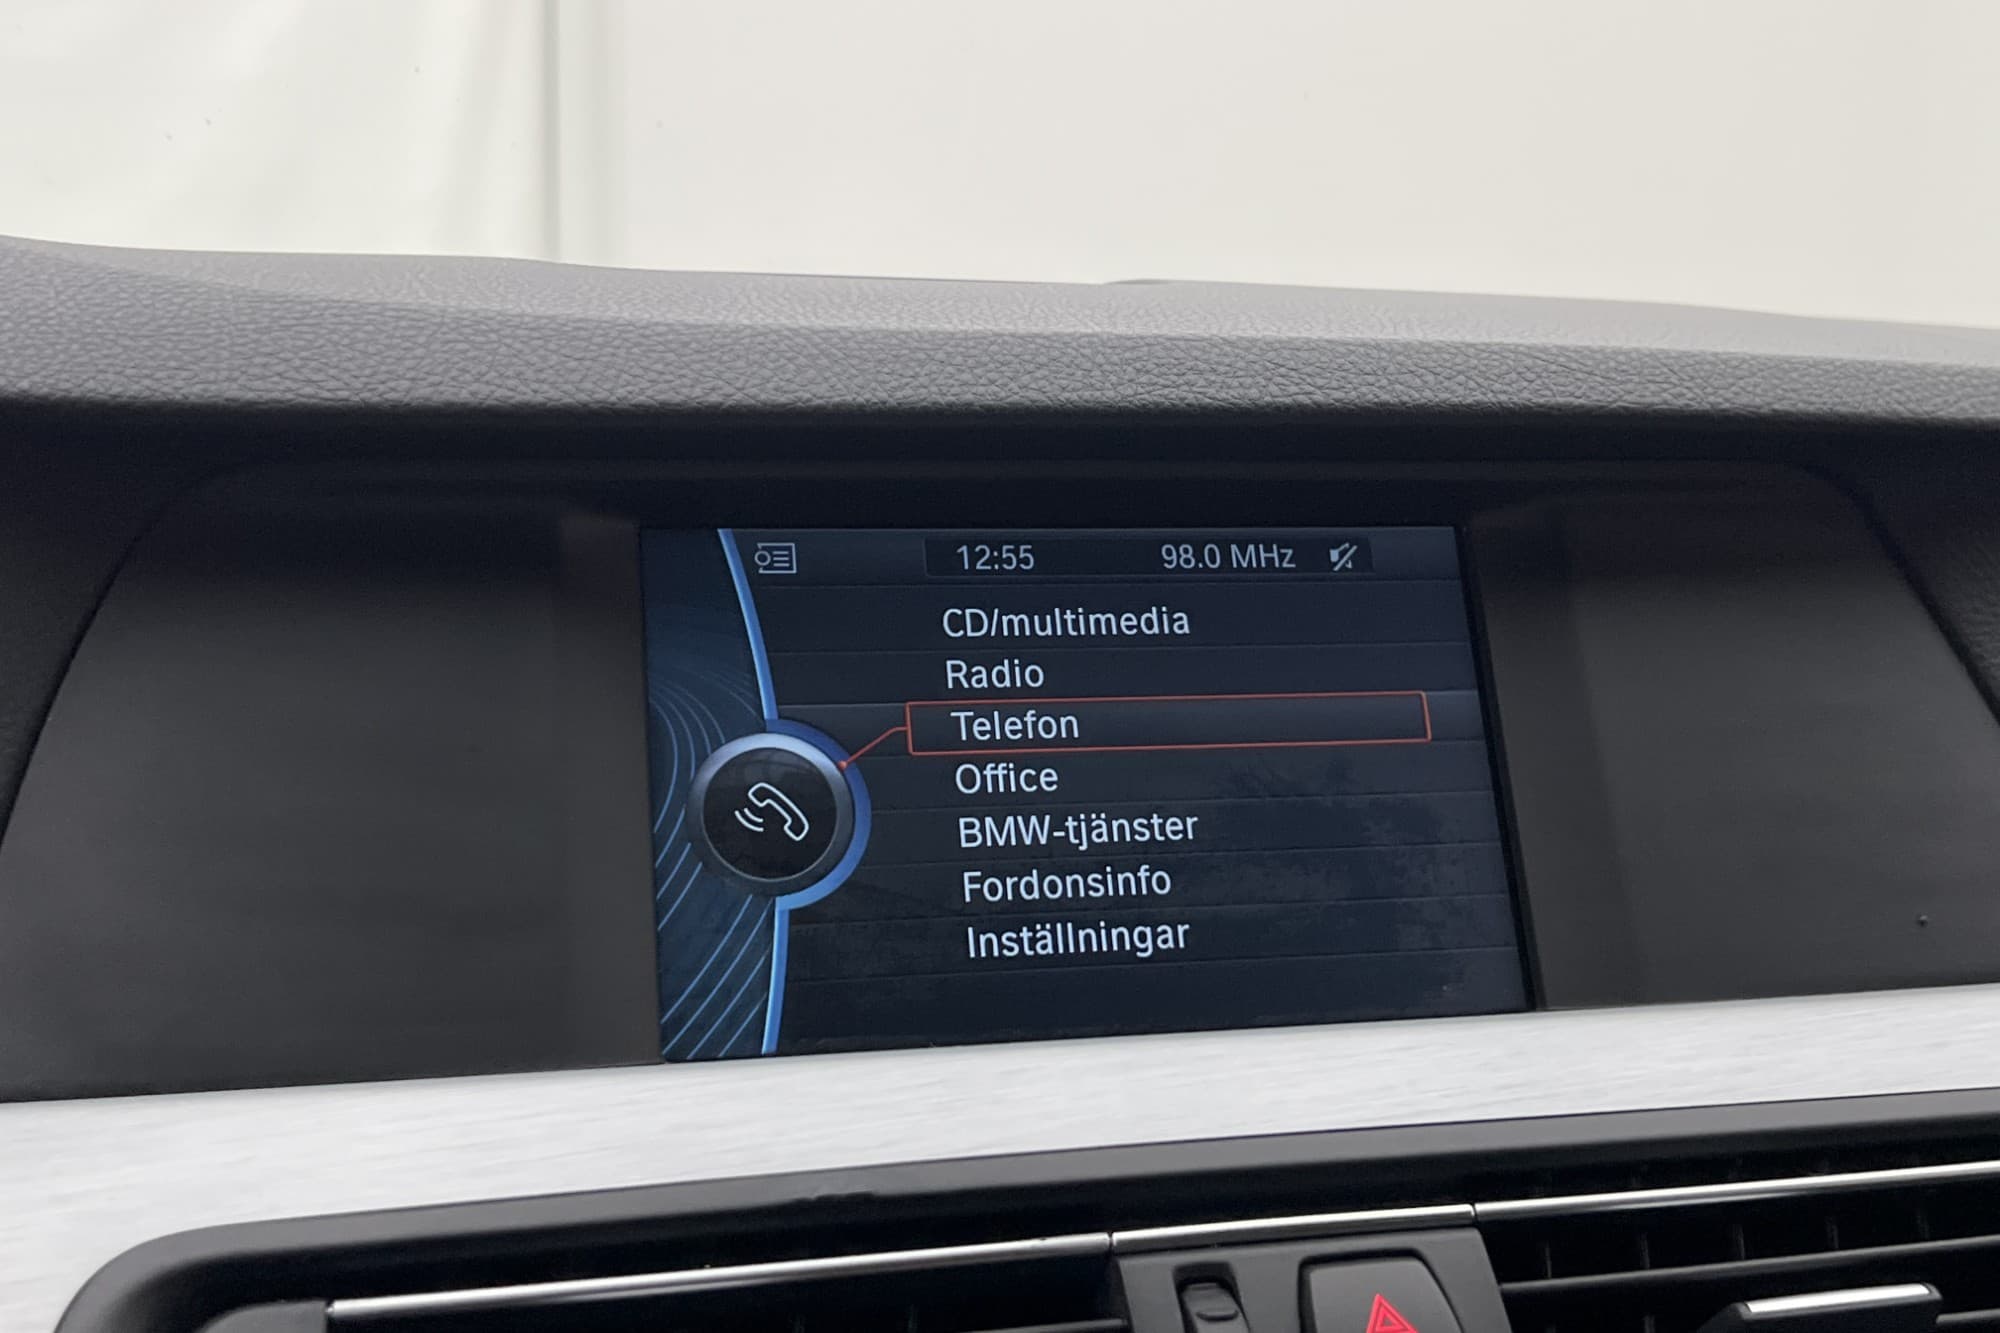 12:55 98.0 MHz
CD/multimedia
Radio
Telefon
Office
BMW-tjänster
Fordonsinfo
Inställningar